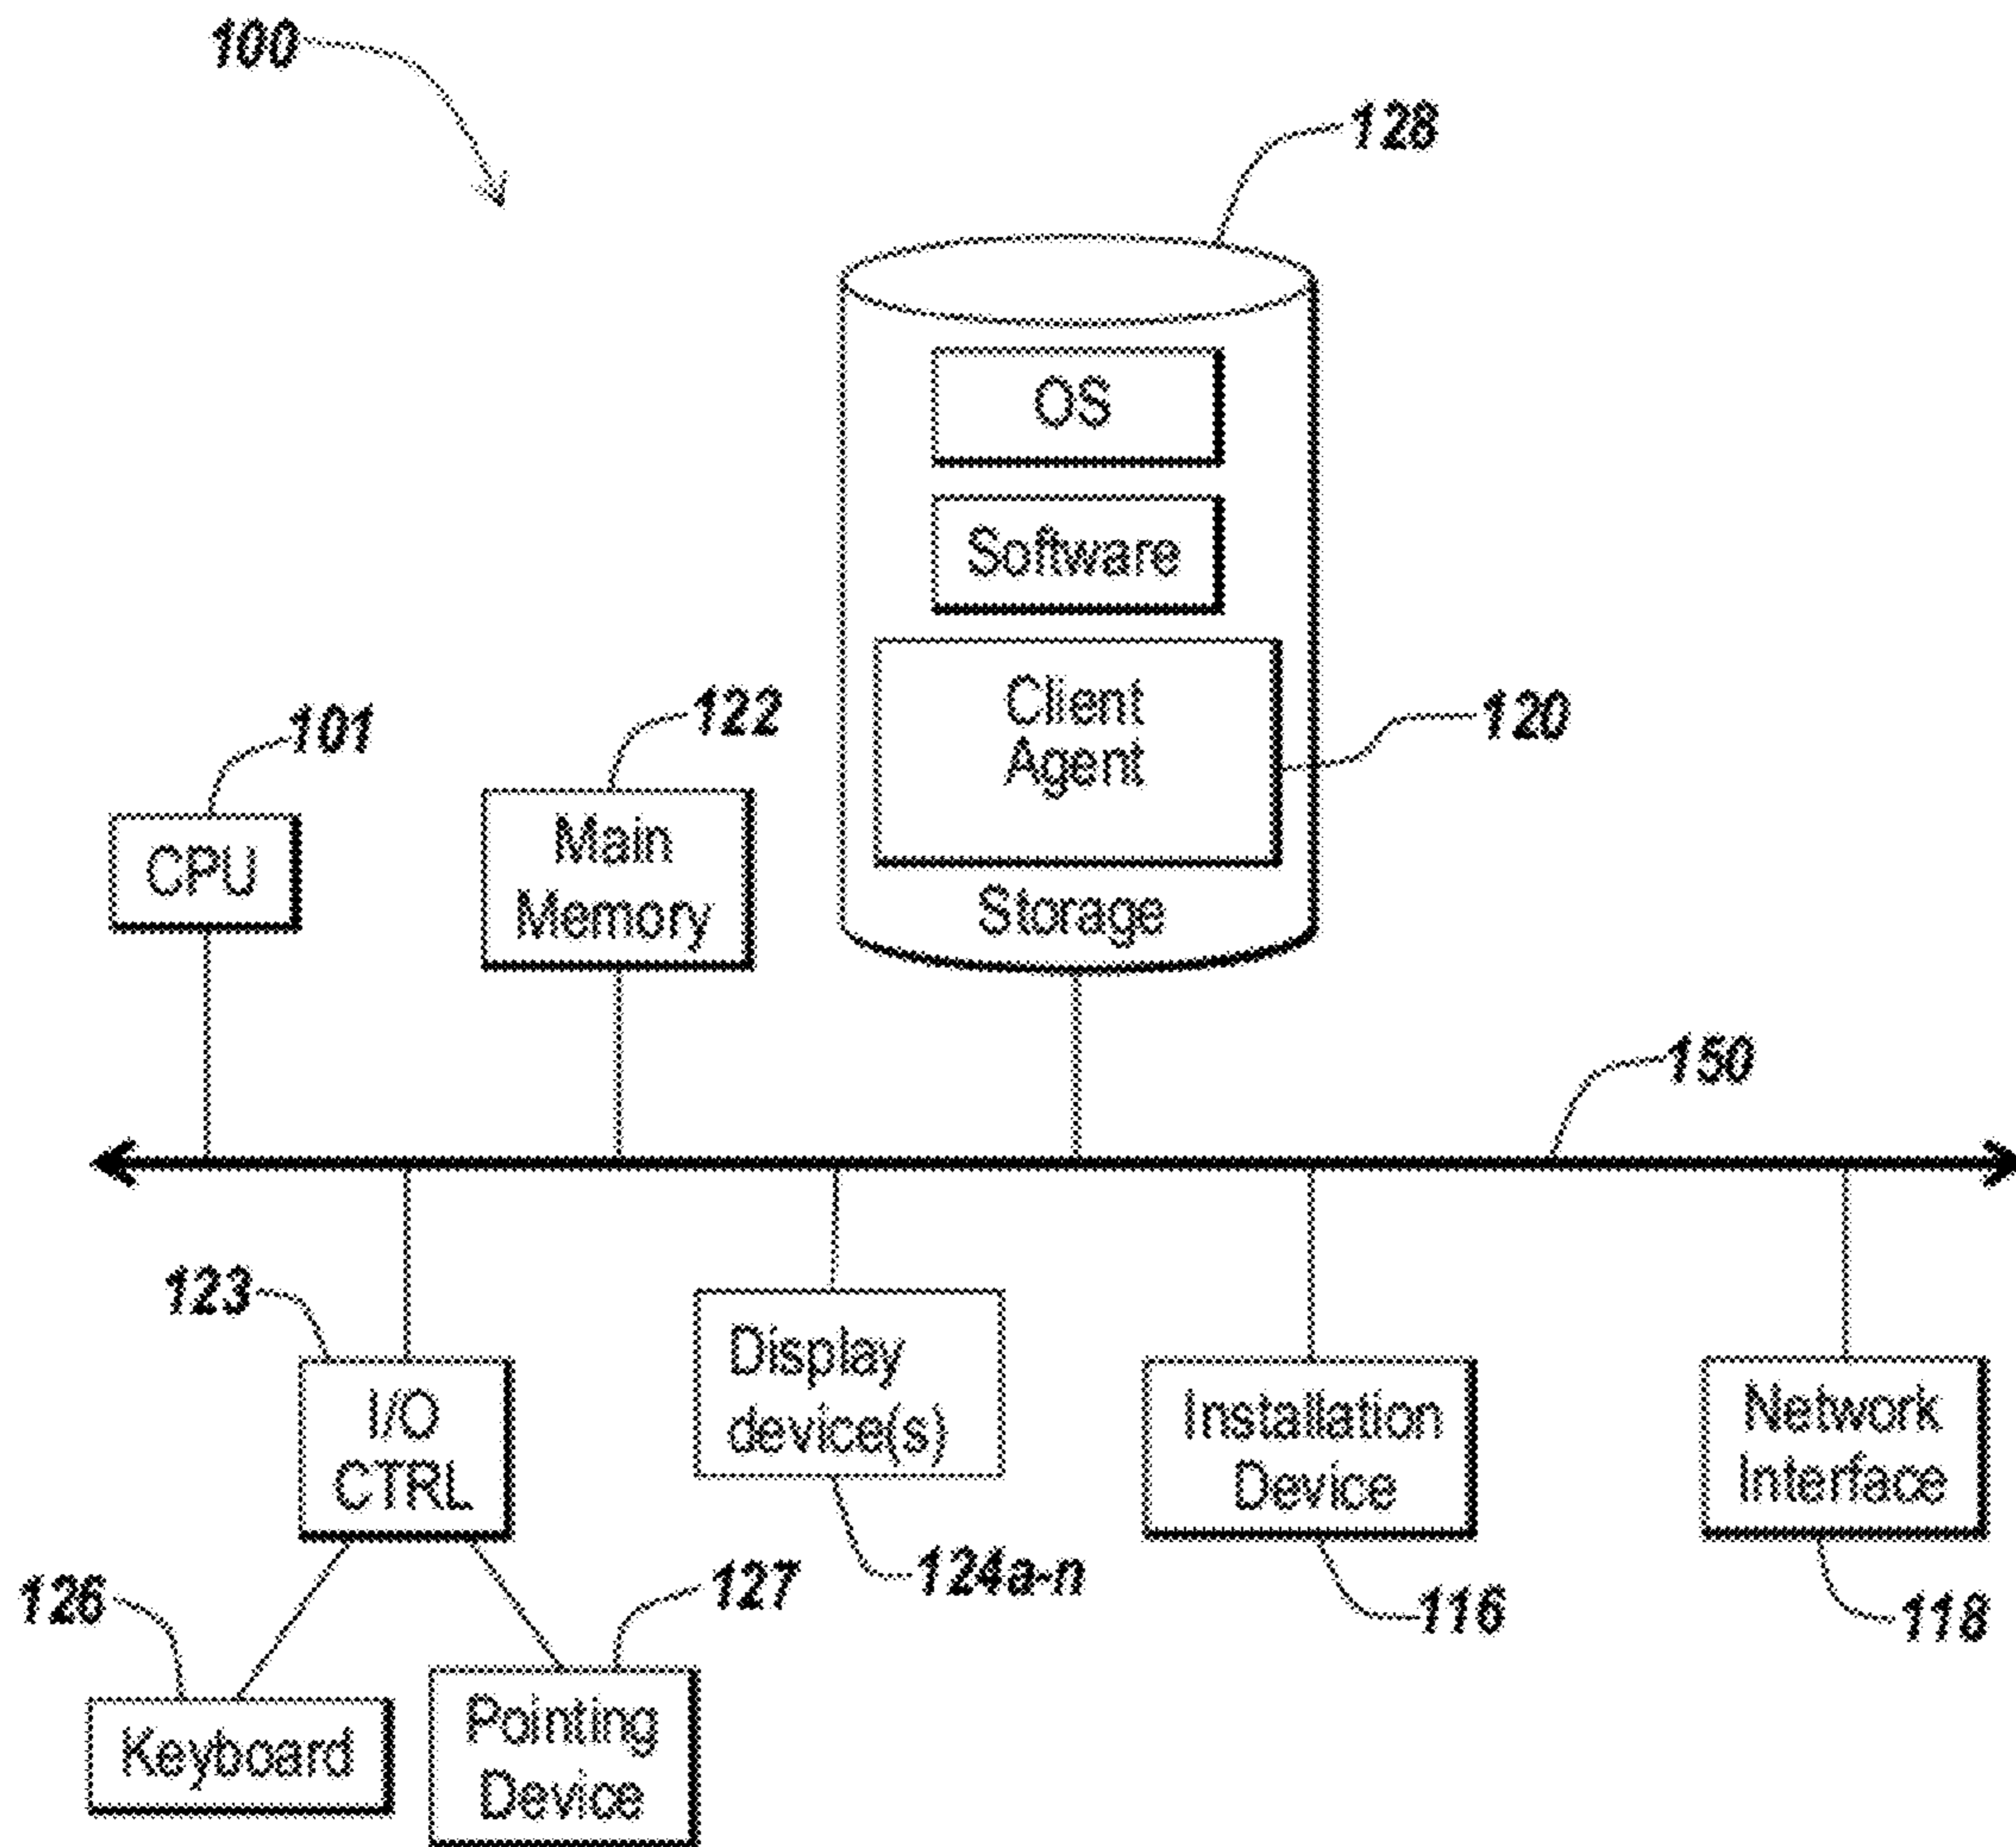 100
128
OS
Software
Client
Agent
120
Storage
101
CPU
122
Main
Memory
150
123
I/O
CTRL
Display
device(s)
124a-n
Installation
Device
116
Network
Interface
118
126
Keyboard
127
Pointing
Device